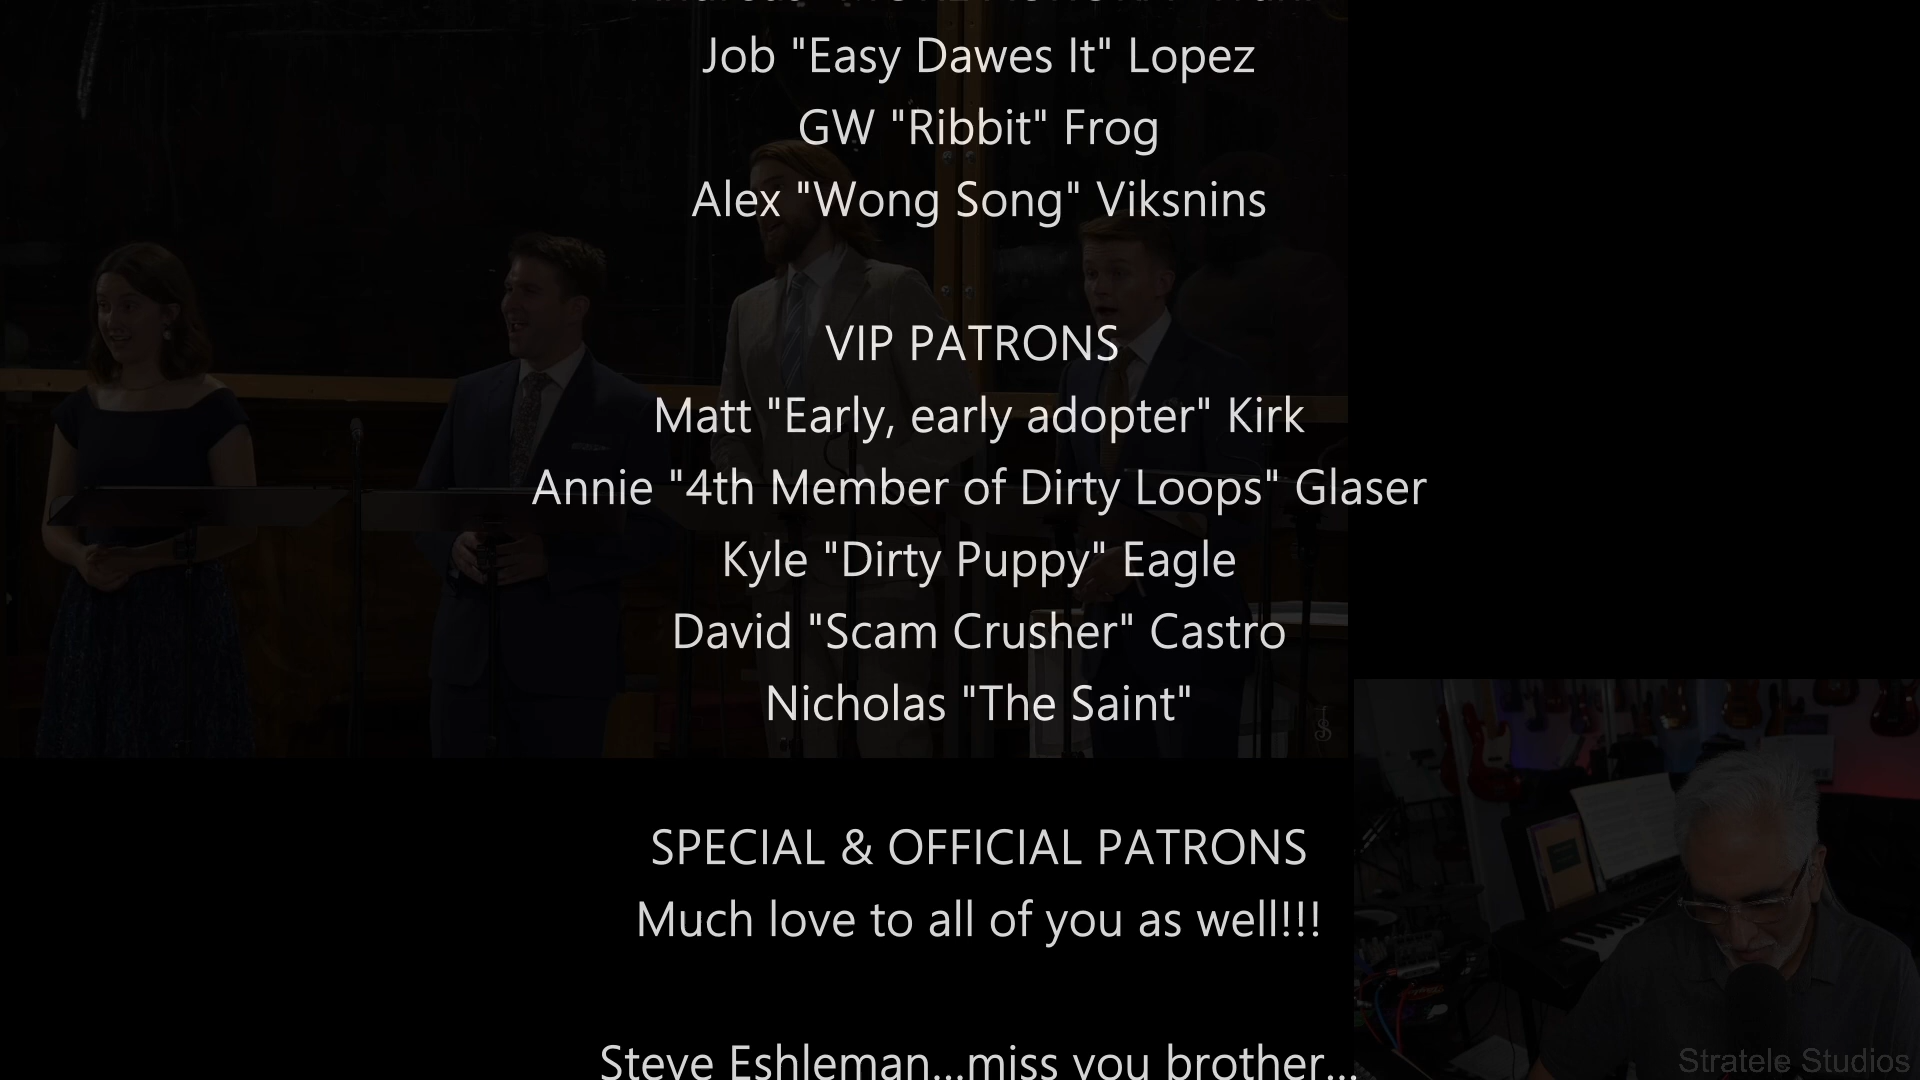 Job "Easy Dawes It" Lopez
GW "Ribbit" Frog
Alex "Wong Song" Viksnins
VIP PATRONS
Matt "Early, early adopter" Kirk
Annie "4th Member of Dirty Loops" Glaser
Kyle "Dirty Puppy" Eagle
David "Scam Crusher" Castro
Nicholas "The Saint"
SPECIAL & OFFICIAL PATRONS
Much love to all of you as well!!!
Steve Eshleman...miss you brother...
Stratele Studios